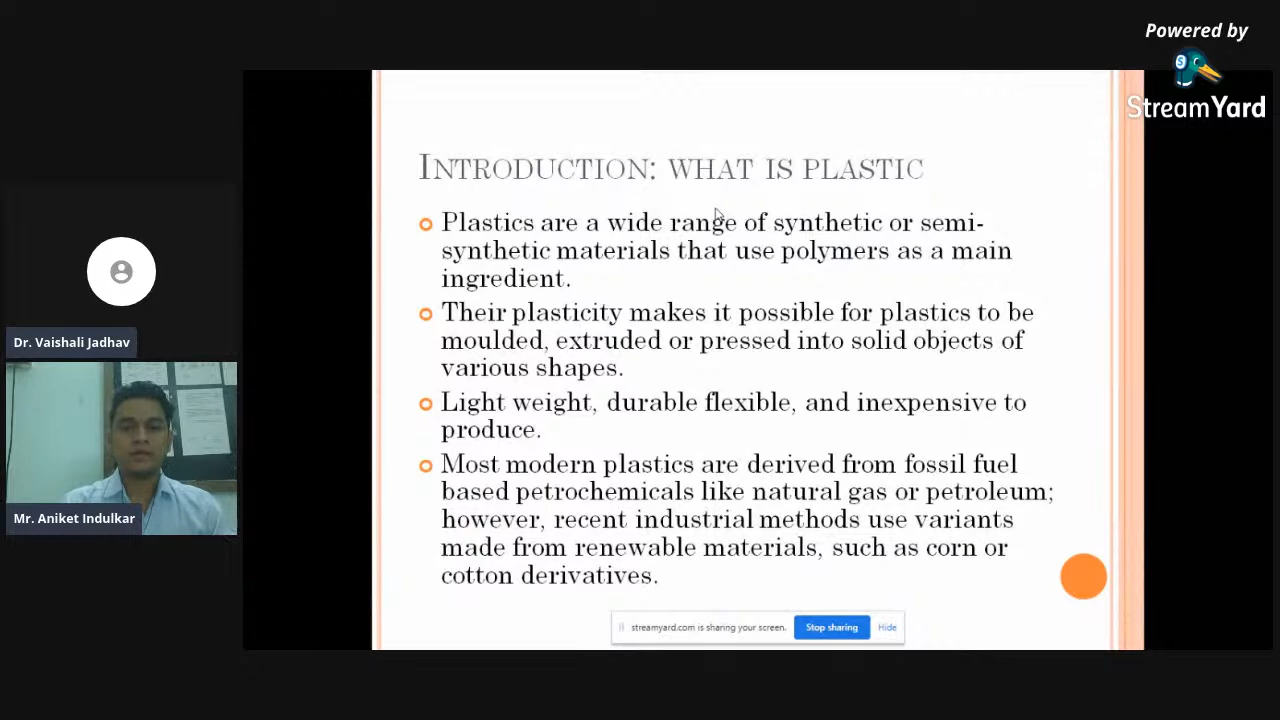 Powered by
StreamYard
INTRODUCTION: WHAT IS PLASTIC
Plastics are a wide range of synthetic or semi-
synthetic materials that use polymers as a main
ingredient.
Their plasticity makes it possible for plastics to be
moulded, extruded or pressed into solid objects of
various shapes.
Light weight, durable flexible, and inexpensive to
produce.
Most modern plastics are derived from fossil fuel
based petrochemicals like natural gas or petroleum;
however, recent industrial methods use variants
made from renewable materials, such as corn or
cotton derivatives.
Dr. Vaishali Jadhav
Mr. Aniket Indulkar
streamyard.com is sharing your screen. Stop sharing Hide